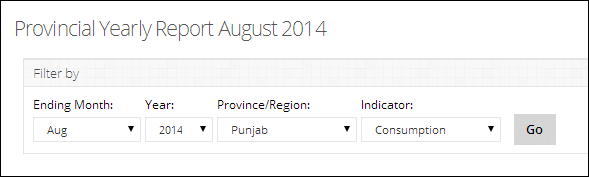 Provincial Yearly Report August 2014
Filter by
Ending Month: Year: Province/Region: Indicator:
Aug 2014 Punjab Consumption Go